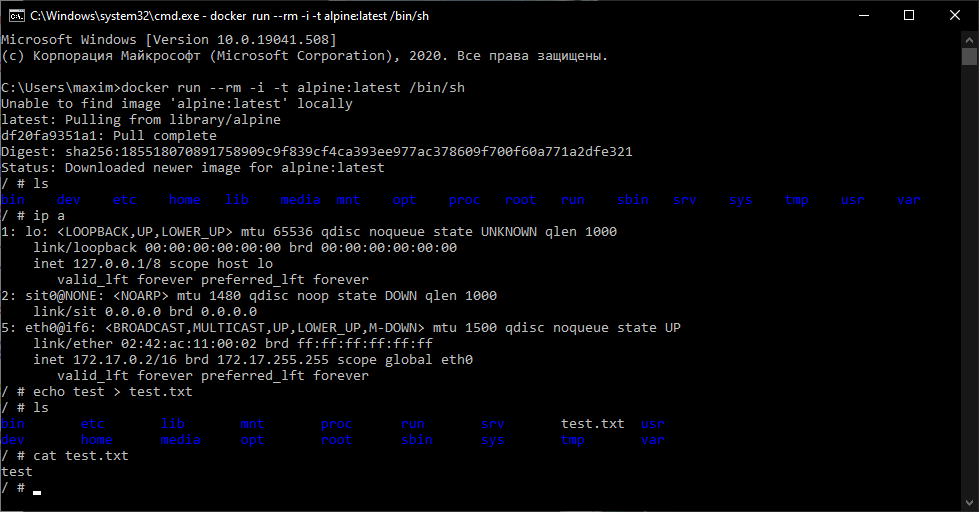 C:\Windows\system32\cmd.exe - docker run --rm -i -t alpine:latest /bin/sh
Microsoft Windows [Version 10.0.19041.508]
(c) Корпорация Майкрософт (Microsoft Corporation), 2020. Все права защищены.
C:\Users\maxim>docker run --rm -i -t alpine:latest /bin/sh
Unable to find image 'alpine:latest' locally
latest: Pulling from library/alpine
df20fa9351a1: Pull complete
Digest: sha256:185518070891758909c9f839cf4ca393ee977ac378609f700f60a771a2dfe321
Status: Downloaded newer image for alpine:latest
/ # ls
bin    dev    etc    home   lib    media  mnt    opt    proc   root   run    sbin   srv    sys    tmp    usr    var
/ # ip a
1: lo: <LOOPBACK,UP,LOWER_UP> mtu 65536 qdisc noqueue state UNKNOWN qlen 1000
    link/loopback 00:00:00:00:00:00 brd 00:00:00:00:00:00
    inet 127.0.0.1/8 scope host lo
       valid_lft forever preferred_lft forever
2: sit0@NONE: <NOARP> mtu 1480 qdisc noop state DOWN qlen 1000
    link/sit 0.0.0.0 brd 0.0.0.0
5: eth0@if6: <BROADCAST,MULTICAST,UP,LOWER_UP,M-DOWN> mtu 1500 qdisc noqueue state UP
    link/ether 02:42:ac:11:00:02 brd ff:ff:ff:ff:ff:ff
    inet 172.17.0.2/16 brd 172.17.255.255 scope global eth0
       valid_lft forever preferred_lft forever
/ # echo test > test.txt
/ # ls
bin       etc       lib       mnt       proc      run       srv       test.txt  usr
dev       home      media     opt       root      sbin      sys       tmp       var
/ # cat test.txt
test
/ #